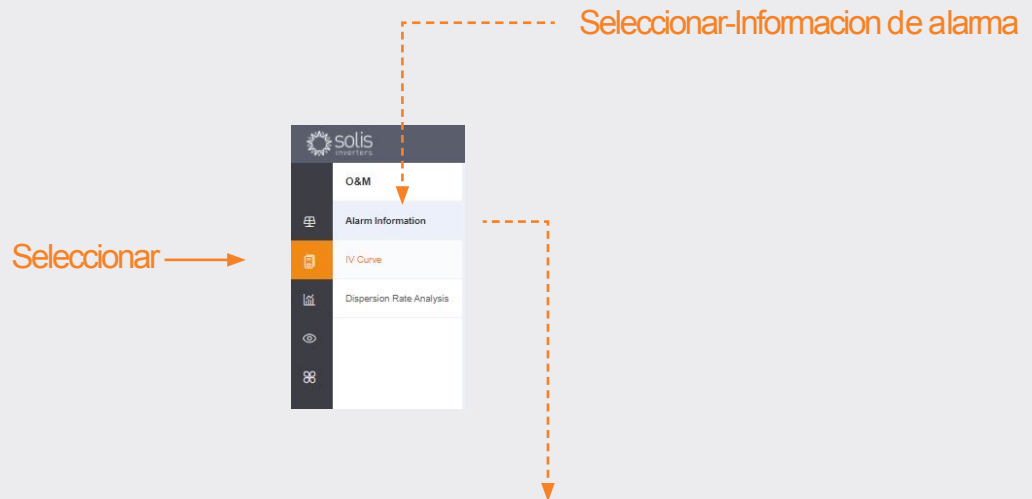 Seleccionar-Informacion de alarma
solis
inverters
O&M
Alarm Information
Seleccionar
IV Curve
Dispersion Rate Analysis